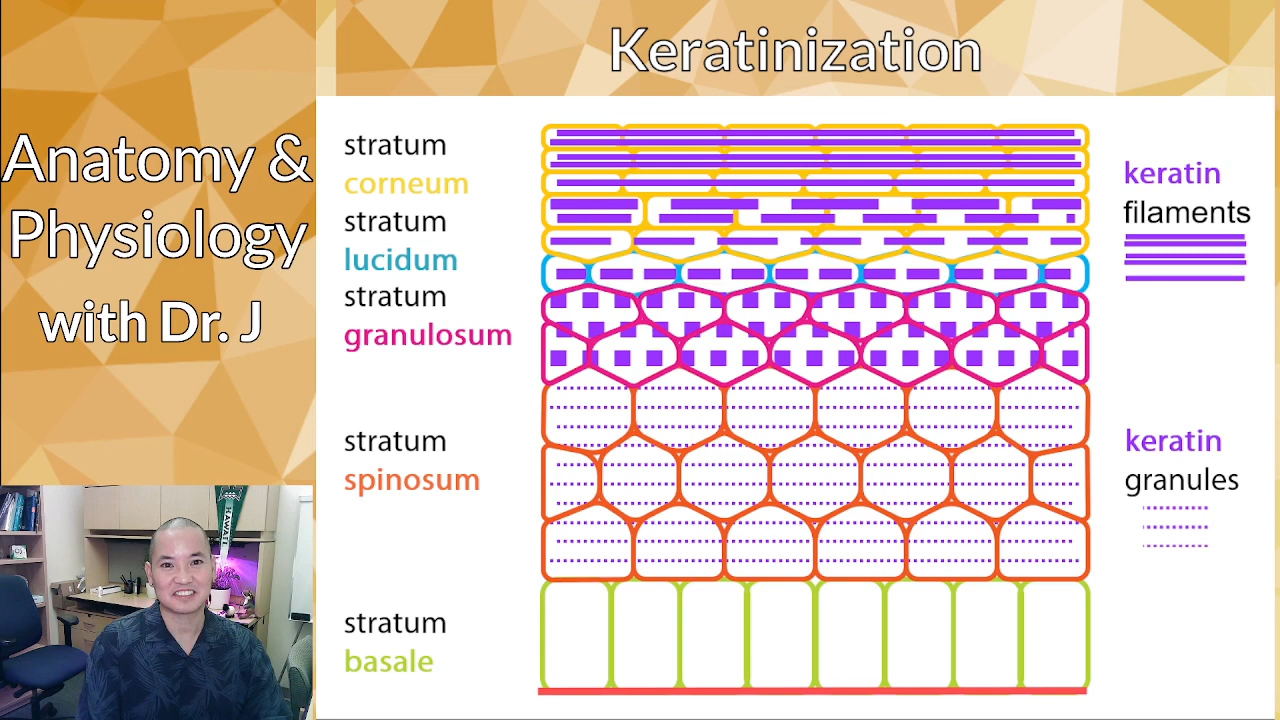 Anatomy &
Physiology
with Dr. J
HAWAII
Keratinization
stratum
corneum
stratum
lucidum
stratum
granulosum
stratum
spinosum
stratum
basale
keratin
filaments
keratin
granules